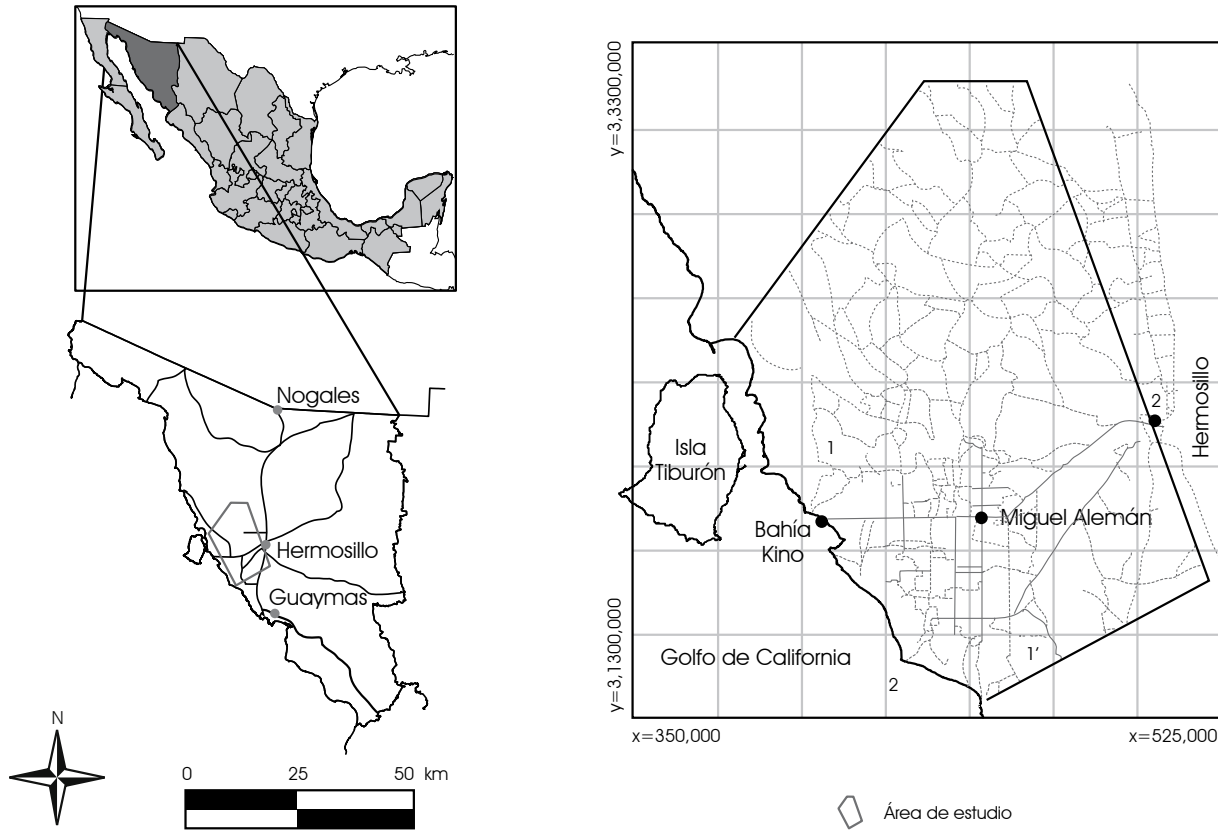 Nogales
Hermosillo
Guaymas
N
0 25 50 km
y=3,3300,000
y=3,1300,000
x=350,000
x=525,000
Isla
Tiburón
1
2
Hermosillo
Bahía
Kino
Miguel Alemán
Golfo de California
1'
2
Área de estudio